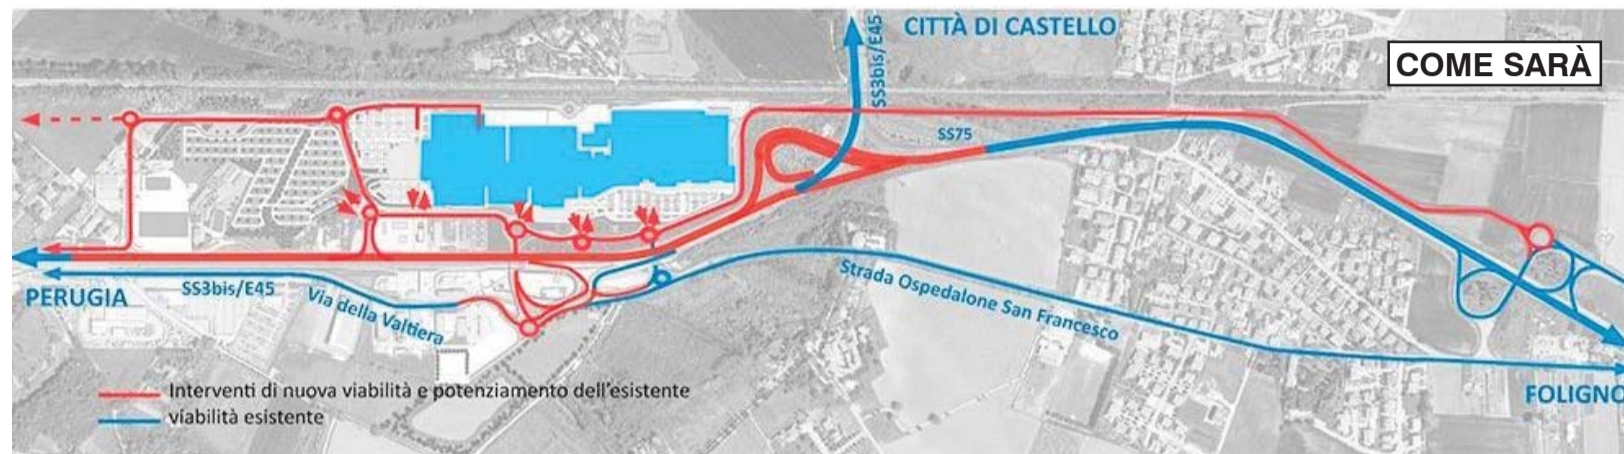 CITTÀ DI CASTELLO
SS3bis/E45
COME SARÀ
SS75
PERUGIA
SS3bis/E45
Via della Valtiera
Strada Ospedalone San Francesco
FOLIGNO
Interventi di nuova viabilità e potenziamento dell'esistente
viabilità esistente